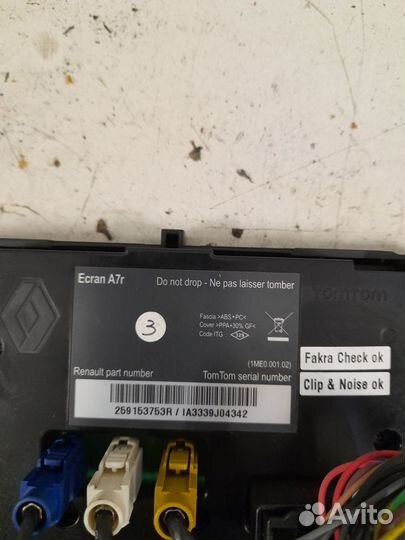 Ecran A7r
Do not drop - Ne pas laisser tomber
TOMTOM
3
Fascia >ABS+PC<
Cover >PPA+30% GF<
Code ITG
(1ME0.001.02)
Fakra Check ok
Clip & Noise ok
Renault part number
TomTom serial number
259153753R / IA3339J04342
Avito